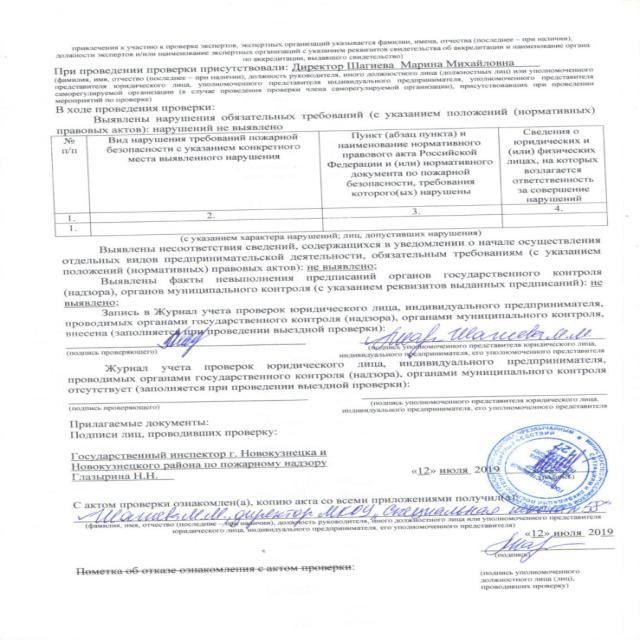 привлечения к участию к проверке экспертов, экспертных организаций указывается фамилии, имена, отчества (последнее – при наличии),
должности экспертов и/или наименование экспертных организаций с указанием реквизитов свидетельства об аккредитации и наименование органа
по аккредитации, выдавшего свидетельство)
При проведении проверки присутствовали: Директор Шагиева Марина Михайловна
(фамилия, имя, отчество (последнее – при наличии), должность руководителя, иного должностного лица (должностных лиц) или уполномоченного
представителя юридического лица, уполномоченного представителя индивидуального предпринимателя, уполномоченного представителя
саморегулируемой организации (в случае проведения проверки члена саморегулируемой организации), присутствовавших при проведении
мероприятий по проверке)
В ходе проведения проверки:
Выявлены нарушения обязательных требований (с указанием положений (нормативных)
правовых актов): нарушений не выявлено
№ п/п
Вид нарушения требований пожарной
безопасности с указанием конкретного
места выявленного нарушения
Пункт (абзац пункта) и
наименование нормативного
правового акта Российской
Федерации и (или) нормативного
документа по пожарной
безопасности, требования
которого(ых) нарушены
Сведения о
юридических и
(или) физических
лицах, на которых
возлагается
ответственность
за совершение
нарушений
1. 2. 3. 4.
1.
(с указанием характера нарушений; лиц, допустивших нарушения)
Выявлены несоответствия сведений, содержащихся в уведомлении о начале осуществления
отдельных видов предпринимательской деятельности, обязательным требованиям (с указанием
положений (нормативных) правовых актов): не выявлено;
Выявлены факты невыполнения предписаний органов государственного контроля
(надзора), органов муниципального контроля (с указанием реквизитов выданных предписаний): не
выявлено;
Запись в Журнал учета проверок юридического лица, индивидуального предпринимателя,
проводимых органами государственного контроля (надзора), органами муниципального контроля,
внесена (заполняется при проведении выездной проверки):
Шагиева М.М.
(подпись проверяющего)
(подпись уполномоченного представителя юридического лица,
индивидуального предпринимателя, его уполномоченного представителя
Журнал учета проверок юридического лица, индивидуального предпринимателя,
проводимых органами государственного контроля (надзора), органами муниципального контроля
отсутствует (заполняется при проведении выездной проверки):
(подпись проверяющего)
(подпись уполномоченного представителя юридического лица,
индивидуального предпринимателя, его уполномоченного представителя
Прилагаемые документы:
Подписи лиц, проводивших проверку:
Государственный инспектор г. Новокузнецка и
Новокузнецкого района по пожарному надзору
Глазырина Н.Н.
«12» июля 2019
С актом проверки ознакомлен(а), копию акта со всеми приложениями получил(а):
Шагиева М.М., директор МКОУ „Специальная школа №53"
(фамилия, имя, отчество (последнее – при наличии), должность руководителя, иного должностного лица или уполномоченного представителя
юридического лица, индивидуального предпринимателя, его уполномоченного представителя)
«12» июля 2019
(подпись)
Пометка об отказе ознакомления с актом проверки:
(подпись уполномоченного
должностного лица (лиц),
проводивших проверку)